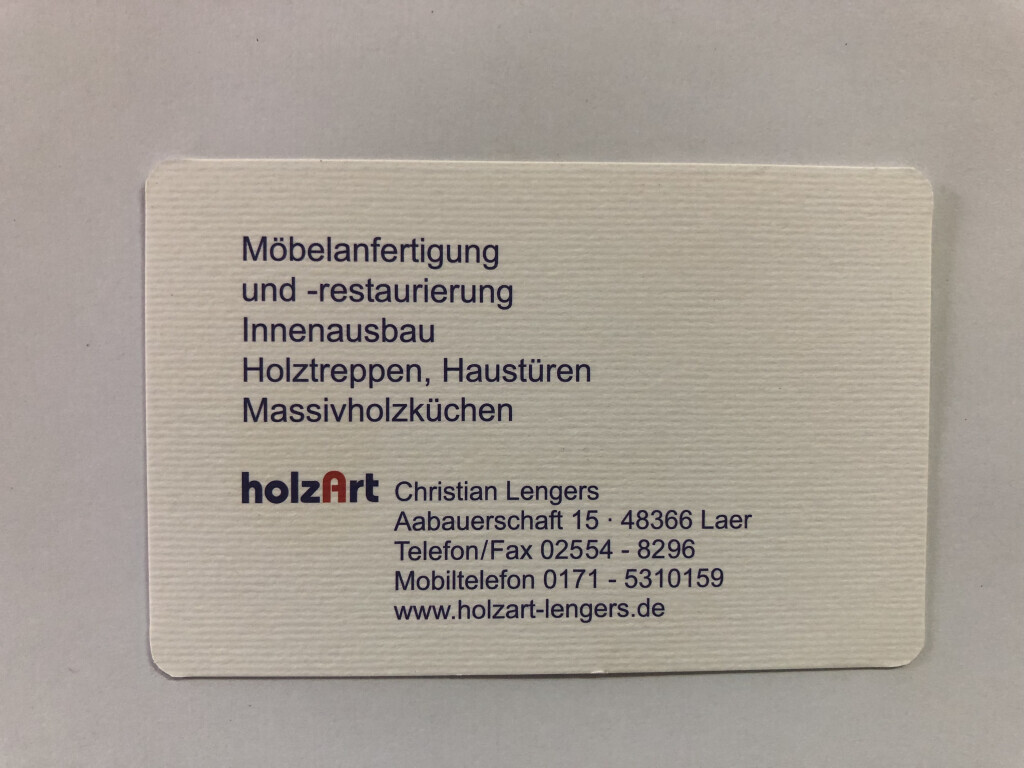 Möbelanfertigung
und -restaurierung
Innenausbau
Holztreppen, Haustüren
Massivholzküchen
holzArt Christian Lengers
Aabauerschaft 15 · 48366 Laer
Telefon/Fax 02554 - 8296
Mobiltelefon 0171 - 5310159
www.holzart-lengers.de